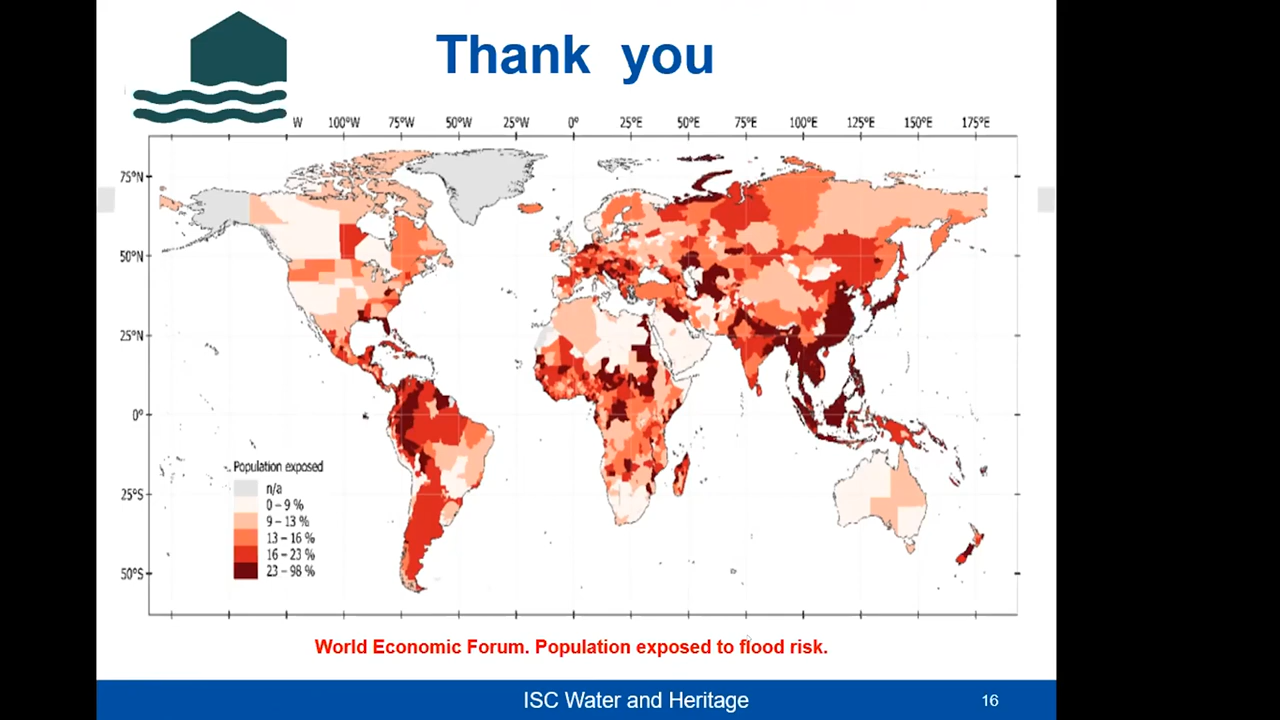 Thank you
W 100°W 75°W 50°W 25°W 0° 25°E 50°E 75°E 100°E 125°E 150°E 175°E
75°N
50°N
25°N
0°
25°S
50°S
Population exposed
n/a
0 – 9 %
9 – 13 %
13 – 16 %
16 – 23 %
23 – 98 %
World Economic Forum. Population exposed to flood risk.
ISC Water and Heritage
16